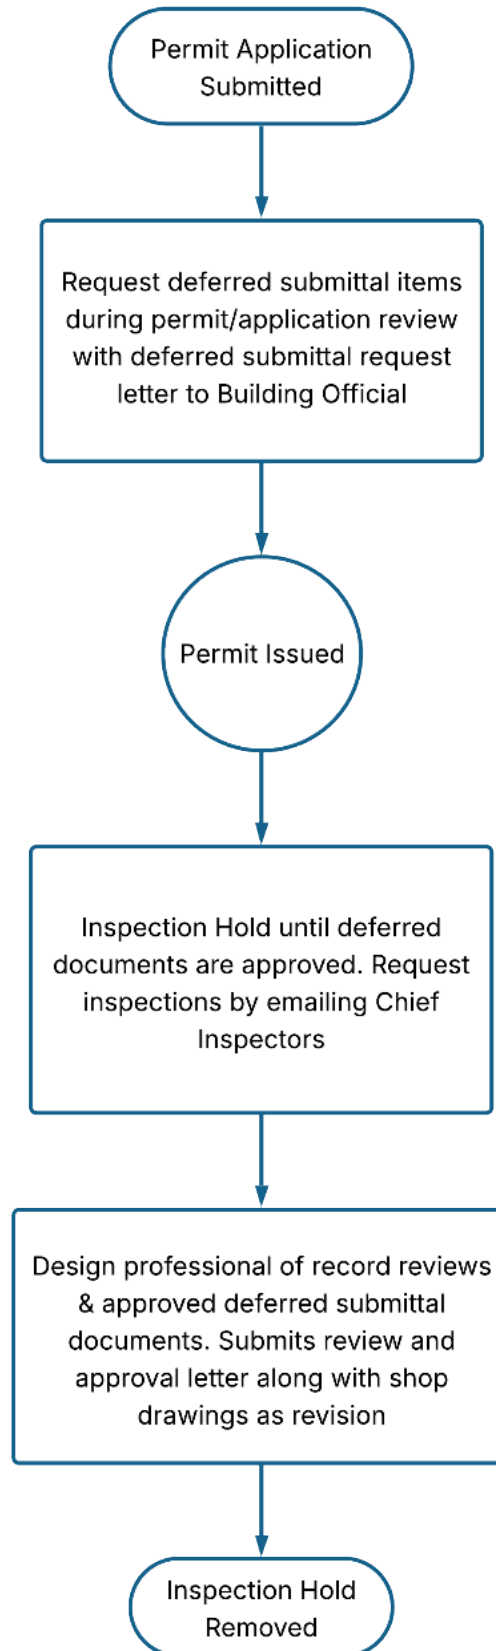 Permit Application
Submitted
Request deferred submittal items
during permit/application review
with deferred submittal request
letter to Building Official
Permit Issued
Inspection Hold until deferred
documents are approved. Request
inspections by emailing Chief
Inspectors
Design professional of record reviews
& approved deferred submittal
documents. Submits review and
approval letter along with shop
drawings as revision
Inspection Hold
Removed